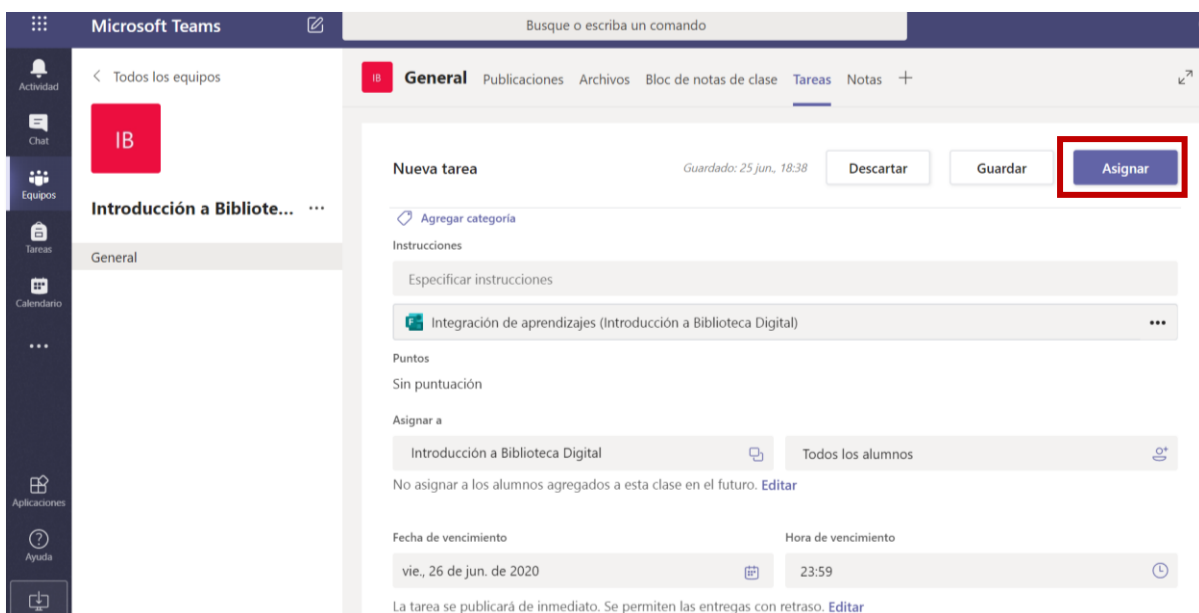 Microsoft Teams
Busque o escriba un comando
Actividad
Chat
Equipos
Tareas
Calendario
Aplicaciones
Ayuda
Todos los equipos
IB
Introducción a Bibliote... ...
General
IB General Publicaciones Archivos Bloc de notas de clase Tareas Notas +
Nueva tarea Guardado: 25 jun., 18:38 Descartar Guardar Asignar
Agregar categoría
Instrucciones
Especificar instrucciones
Integración de aprendizajes (Introducción a Biblioteca Digital)
Puntos
Sin puntuación
Asignar a
Introducción a Biblioteca Digital Todos los alumnos
No asignar a los alumnos agregados a esta clase en el futuro. Editar
Fecha de vencimiento Hora de vencimiento
vie., 26 de jun. de 2020 23:59
La tarea se publicará de inmediato. Se permiten las entregas con retraso. Editar